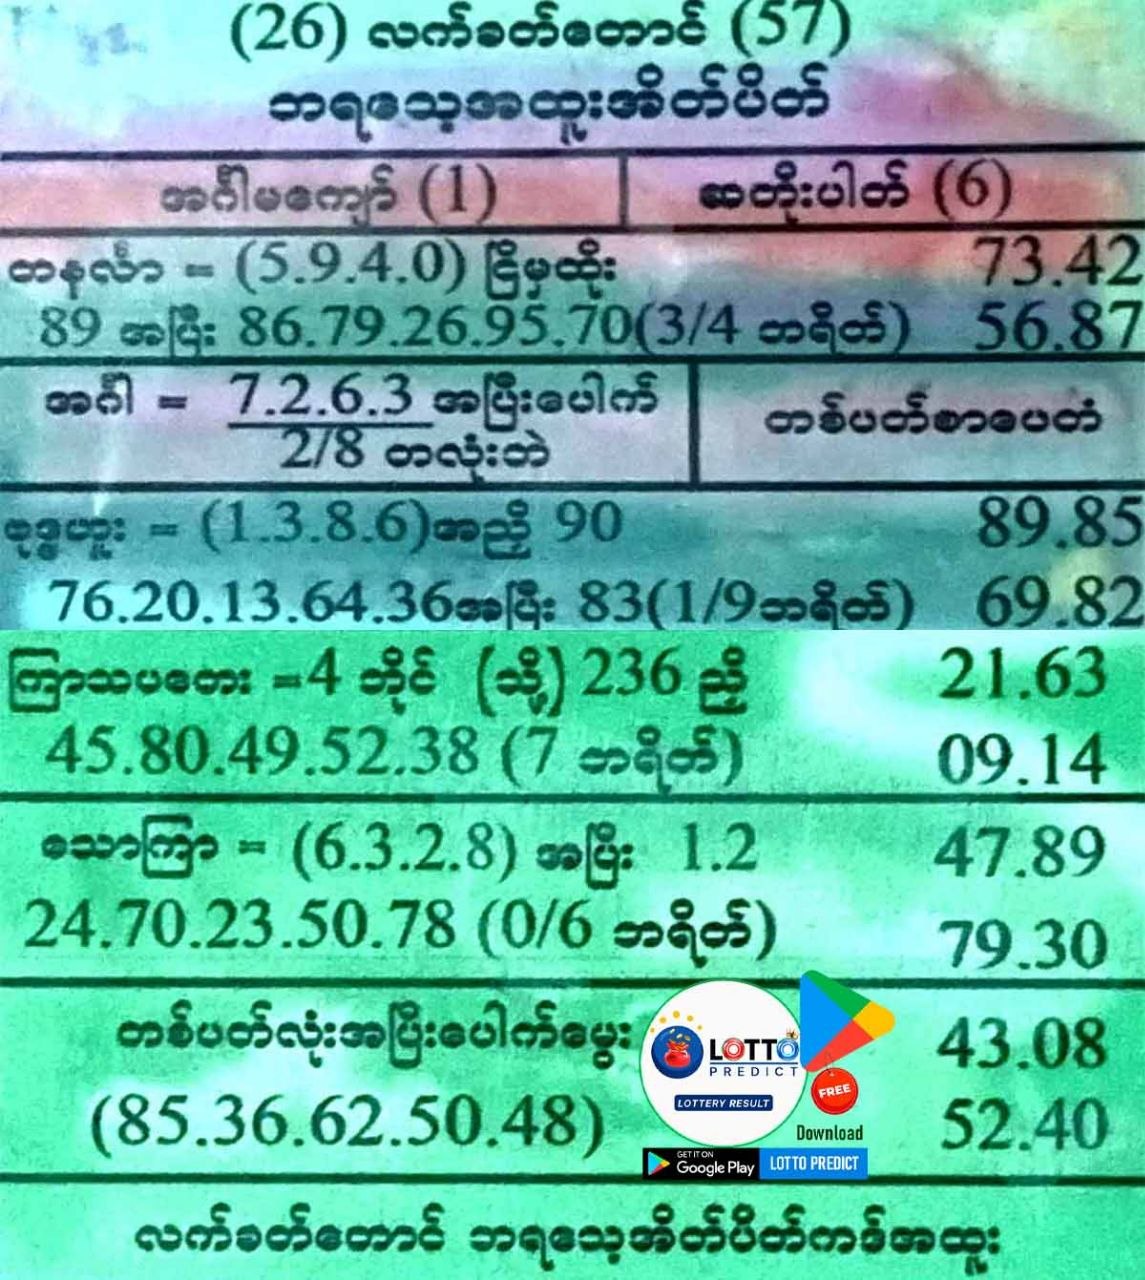 (26) လက်ခတ်တောင် (57)
ဘရသေ့အထူးအိတ်ပိတ်
အင်္ဂါမကျော် (1) ဆတိုးပါတ် (6)
တနင်္လာ = (5.9.4.0) ငြိမှထိုး 73.42
89 အပြီး 86.79.26.95.70(3/4 ဘရိတ်) 56.87
အင်္ဂါ = 7.2.6.3 အပြီးပေါက်
2/8 တလုံးတဲ
တစ်ပတ်စာပေတံ
ဗုဒ္ဓဟူး = (1.3.8.6)အညှိ 90 89.85
76.20.13.64.36အပြီး 83(1/9ဘရိတ်) 69.82
ကြာသပတေး =4 ဘိုင် (သို့) 236 ညှိ 21.63
45.80.49.52.38 (7 ဘရိတ်) 09.14
သောကြာ = (6.3.2.8) အပြီး 1.2 47.89
24.70.23.50.78 (0/6 ဘရိတ်) 79.30
တစ်ပတ်လုံးအပြီးပေါက်မွေး 43.08
(85.36.62.50.48) 52.40
LOTTO
PREDICT
LOTTERY RESULT
FREE
Download
GET IT ON
Google Play LOTTO PREDICT
လက်ခတ်တောင် ဘရသေ့အိတ်ပိတ်ကဒ်အထူး